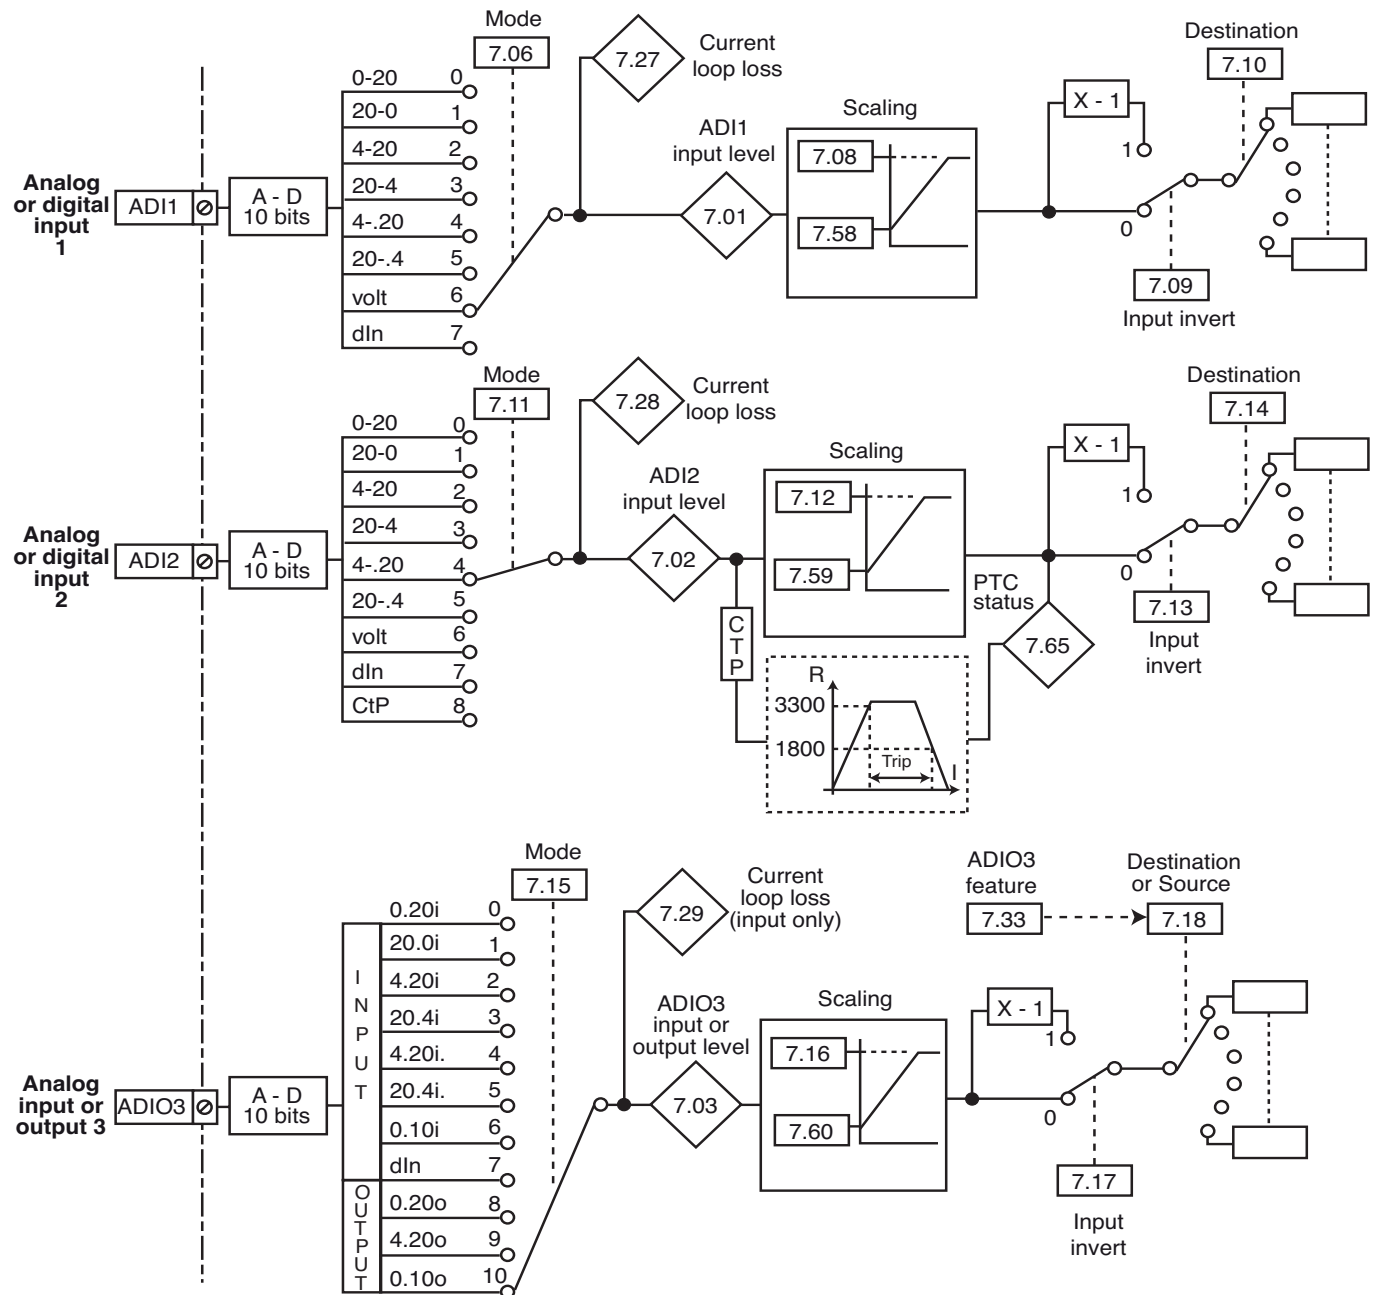 Mode
7.06
7.27
Current
loop loss
Destination
7.10
0-20 0
20-0 1
4-20 2
20-4 3
4-.20 4
20-.4 5
volt 6
dIn 7
Analog
or digital
input
1
ADI1
A - D
10 bits
ADI1
input level
7.01
Scaling
7.08
7.58
X - 1
1
0
7.09
Input invert
Mode
7.11
7.28
Current
loop loss
Destination
7.14
0-20 0
20-0 1
4-20 2
20-4 3
4-.20 4
20-.4 5
volt 6
dIn 7
CtP 8
Analog
or digital
input
2
ADI2
A - D
10 bits
ADI2
input level
7.02
Scaling
7.12
7.59
X - 1
1
0
7.13
Input
invert
C
T
P
PTC
status
7.65
R
3300
1800
Trip
I
Mode
7.15
7.29
Current
loop loss
(input only)
ADIO3
feature
7.33
Destination
or Source
7.18
I
N
P
U
T
0.20i 0
20.0i 1
4.20i 2
20.4i 3
4.20i. 4
20.4i. 5
0.10i 6
dIn 7
O
U
T
P
U
T
0.20o 8
4.20o 9
0.10o 10
Analog
input or
output 3
ADIO3
A - D
10 bits
ADIO3
input or
output level
7.03
Scaling
7.16
7.60
X - 1
1
0
7.17
Input
invert